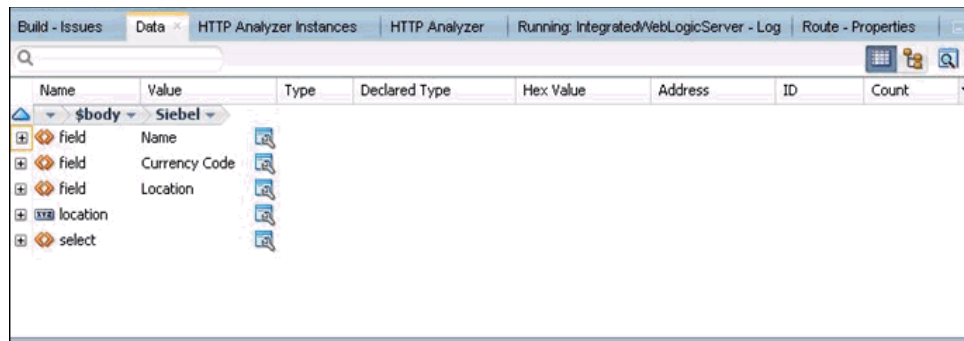 Build - Issues Data HTTP Analyzer Instances HTTP Analyzer Running: IntegratedWebLogicServer - Log Route - Properties
Name Value Type Declared Type Hex Value Address ID Count
$body Siebel
field Name
field Currency Code
field Location
XYZ location
select